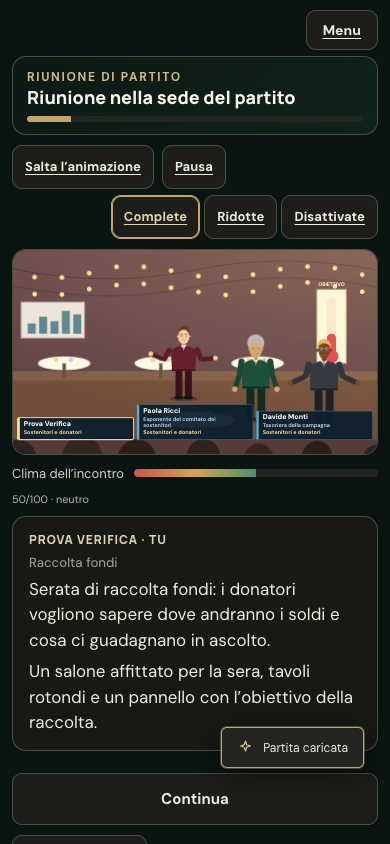 Menu
RIUNIONE DI PARTITO
Riunione nella sede del partito
Salta l’animazione
Pausa
Complete
Ridotte
Disattivate
OBIETTIVO
Prova Verifica
Sostenitori e donatori
Paola Ricci
Esponente del comitato dei
sostenitori
Sostenitori e donatori
Davide Monti
Tesoriera della campagna
Sostenitori e donatori
Clima dell’incontro
50/100 · neutro
PROVA VERIFICA · TU
Raccolta fondi
Serata di raccolta fondi: i donatori
vogliono sapere dove andranno i soldi e
cosa ci guadagnano in ascolto.
Un salone affittato per la sera, tavoli
rotondi e un pannello con l’obiettivo della
raccolta.
Partita caricata
Continua